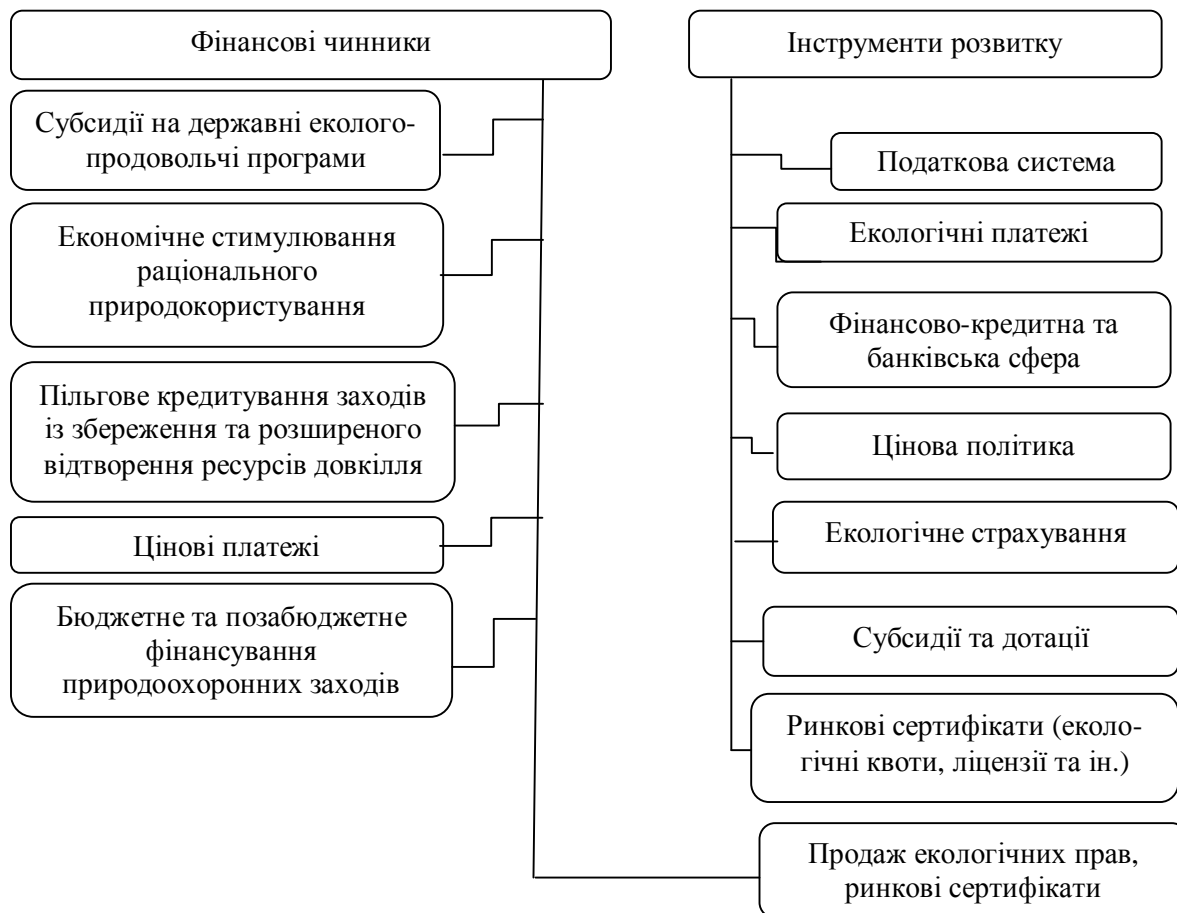 Фінансові чинники
Субсидії на державні еколого-
продовольчі програми
Економічне стимулювання
раціонального
природокористування
Пільгове кредитування заходів
із збереження та розширеного
відтворення ресурсів довкілля
Цінові платежі
Бюджетне та позабюджетне
фінансування
природоохоронних заходів
Інструменти розвитку
Податкова система
Екологічні платежі
Фінансово-кредитна та
банківська сфера
Цінова політика
Екологічне страхування
Субсидії та дотації
Ринкові сертифікати (еколо-
гічні квоти, ліцензії та ін.)
Продаж екологічних прав,
ринкові сертифікати